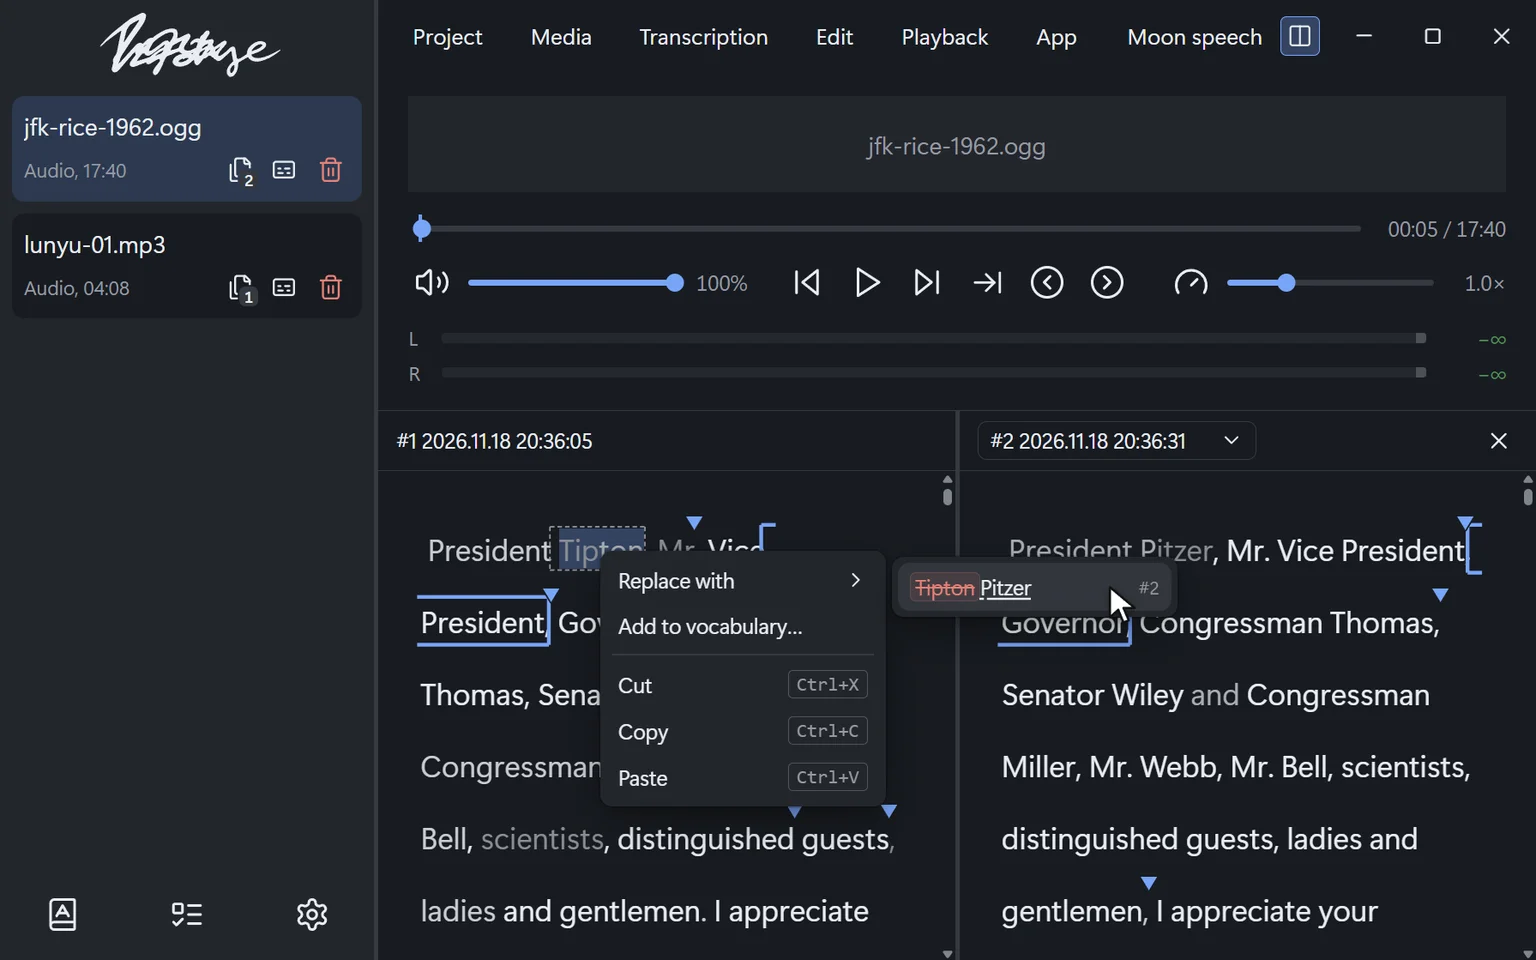 Project Media Transcription Edit Playback App Moon speech
jfk-rice-1962.ogg
Audio, 17:40
2
lunyu-01.mp3
Audio, 04:08
1
jfk-rice-1962.ogg
00:05 / 17:40
100%
1.0×
L -∞
R -∞
#1 2026.11.18 20:36:05
President Tipton Mr. Vice
President, Gov
Thomas, Sena
Congressman
Bell, scientists, distinguished guests,
ladies and gentlemen. I appreciate
Replace with
Add to vocabulary...
Cut Ctrl+X
Copy Ctrl+C
Paste Ctrl+V
Tipton Pitzer #2
#2 2026.11.18 20:36:31
President Pitzer, Mr. Vice President
Governor, Congressman Thomas,
Senator Wiley and Congressman
Miller, Mr. Webb, Mr. Bell, scientists,
distinguished guests, ladies and
gentlemen, I appreciate your